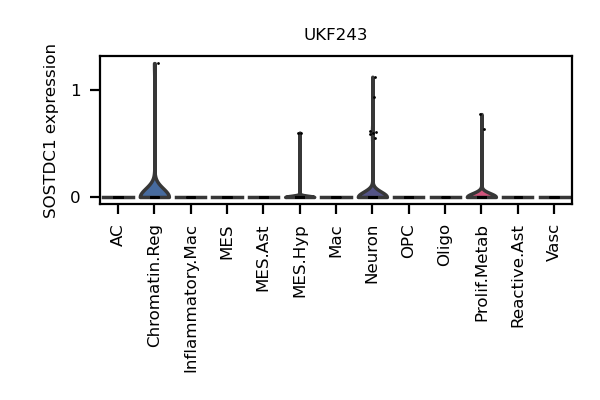 UKF243
SOSTDC1 expression
1
0
AC
Chromatin.Reg
Inflammatory.Mac
MES
MES.Ast
MES.Hyp
Mac
Neuron
OPC
Oligo
Prolif.Metab
Reactive.Ast
Vasc